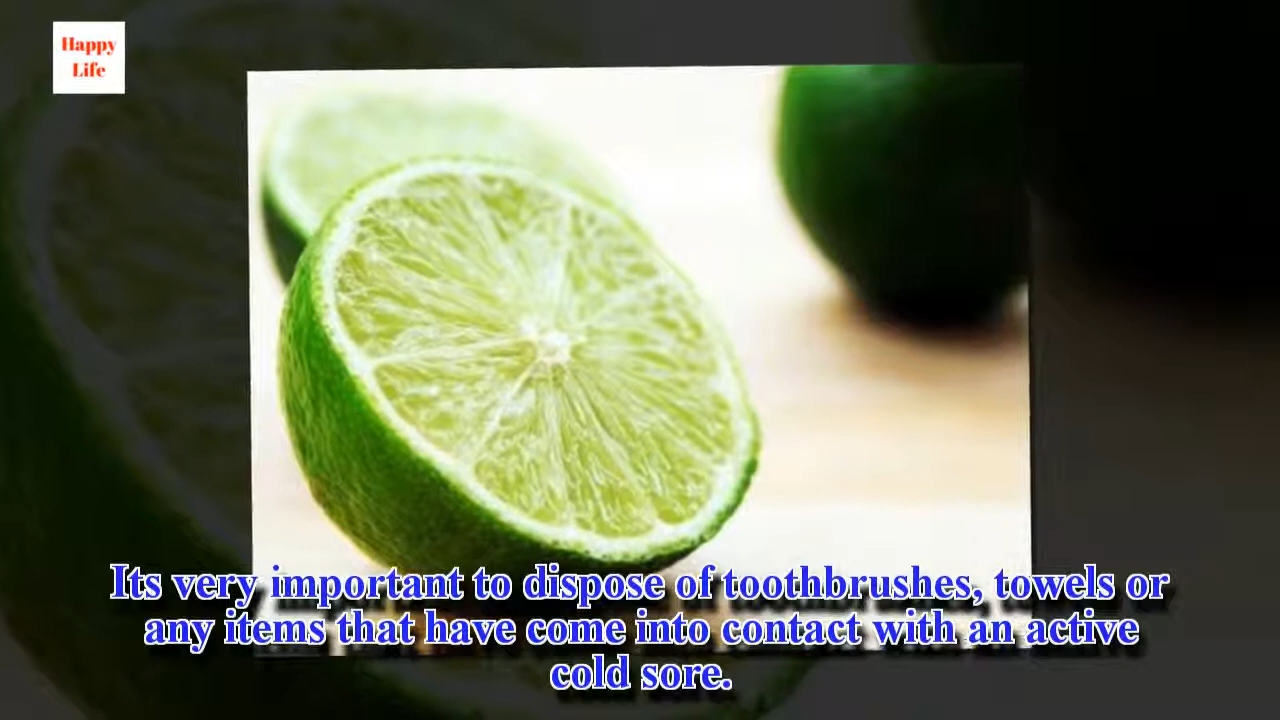 Happy
Life
Its very important to dispose of toothbrushes, towels or
any items that have come into contact with an active
cold sore.